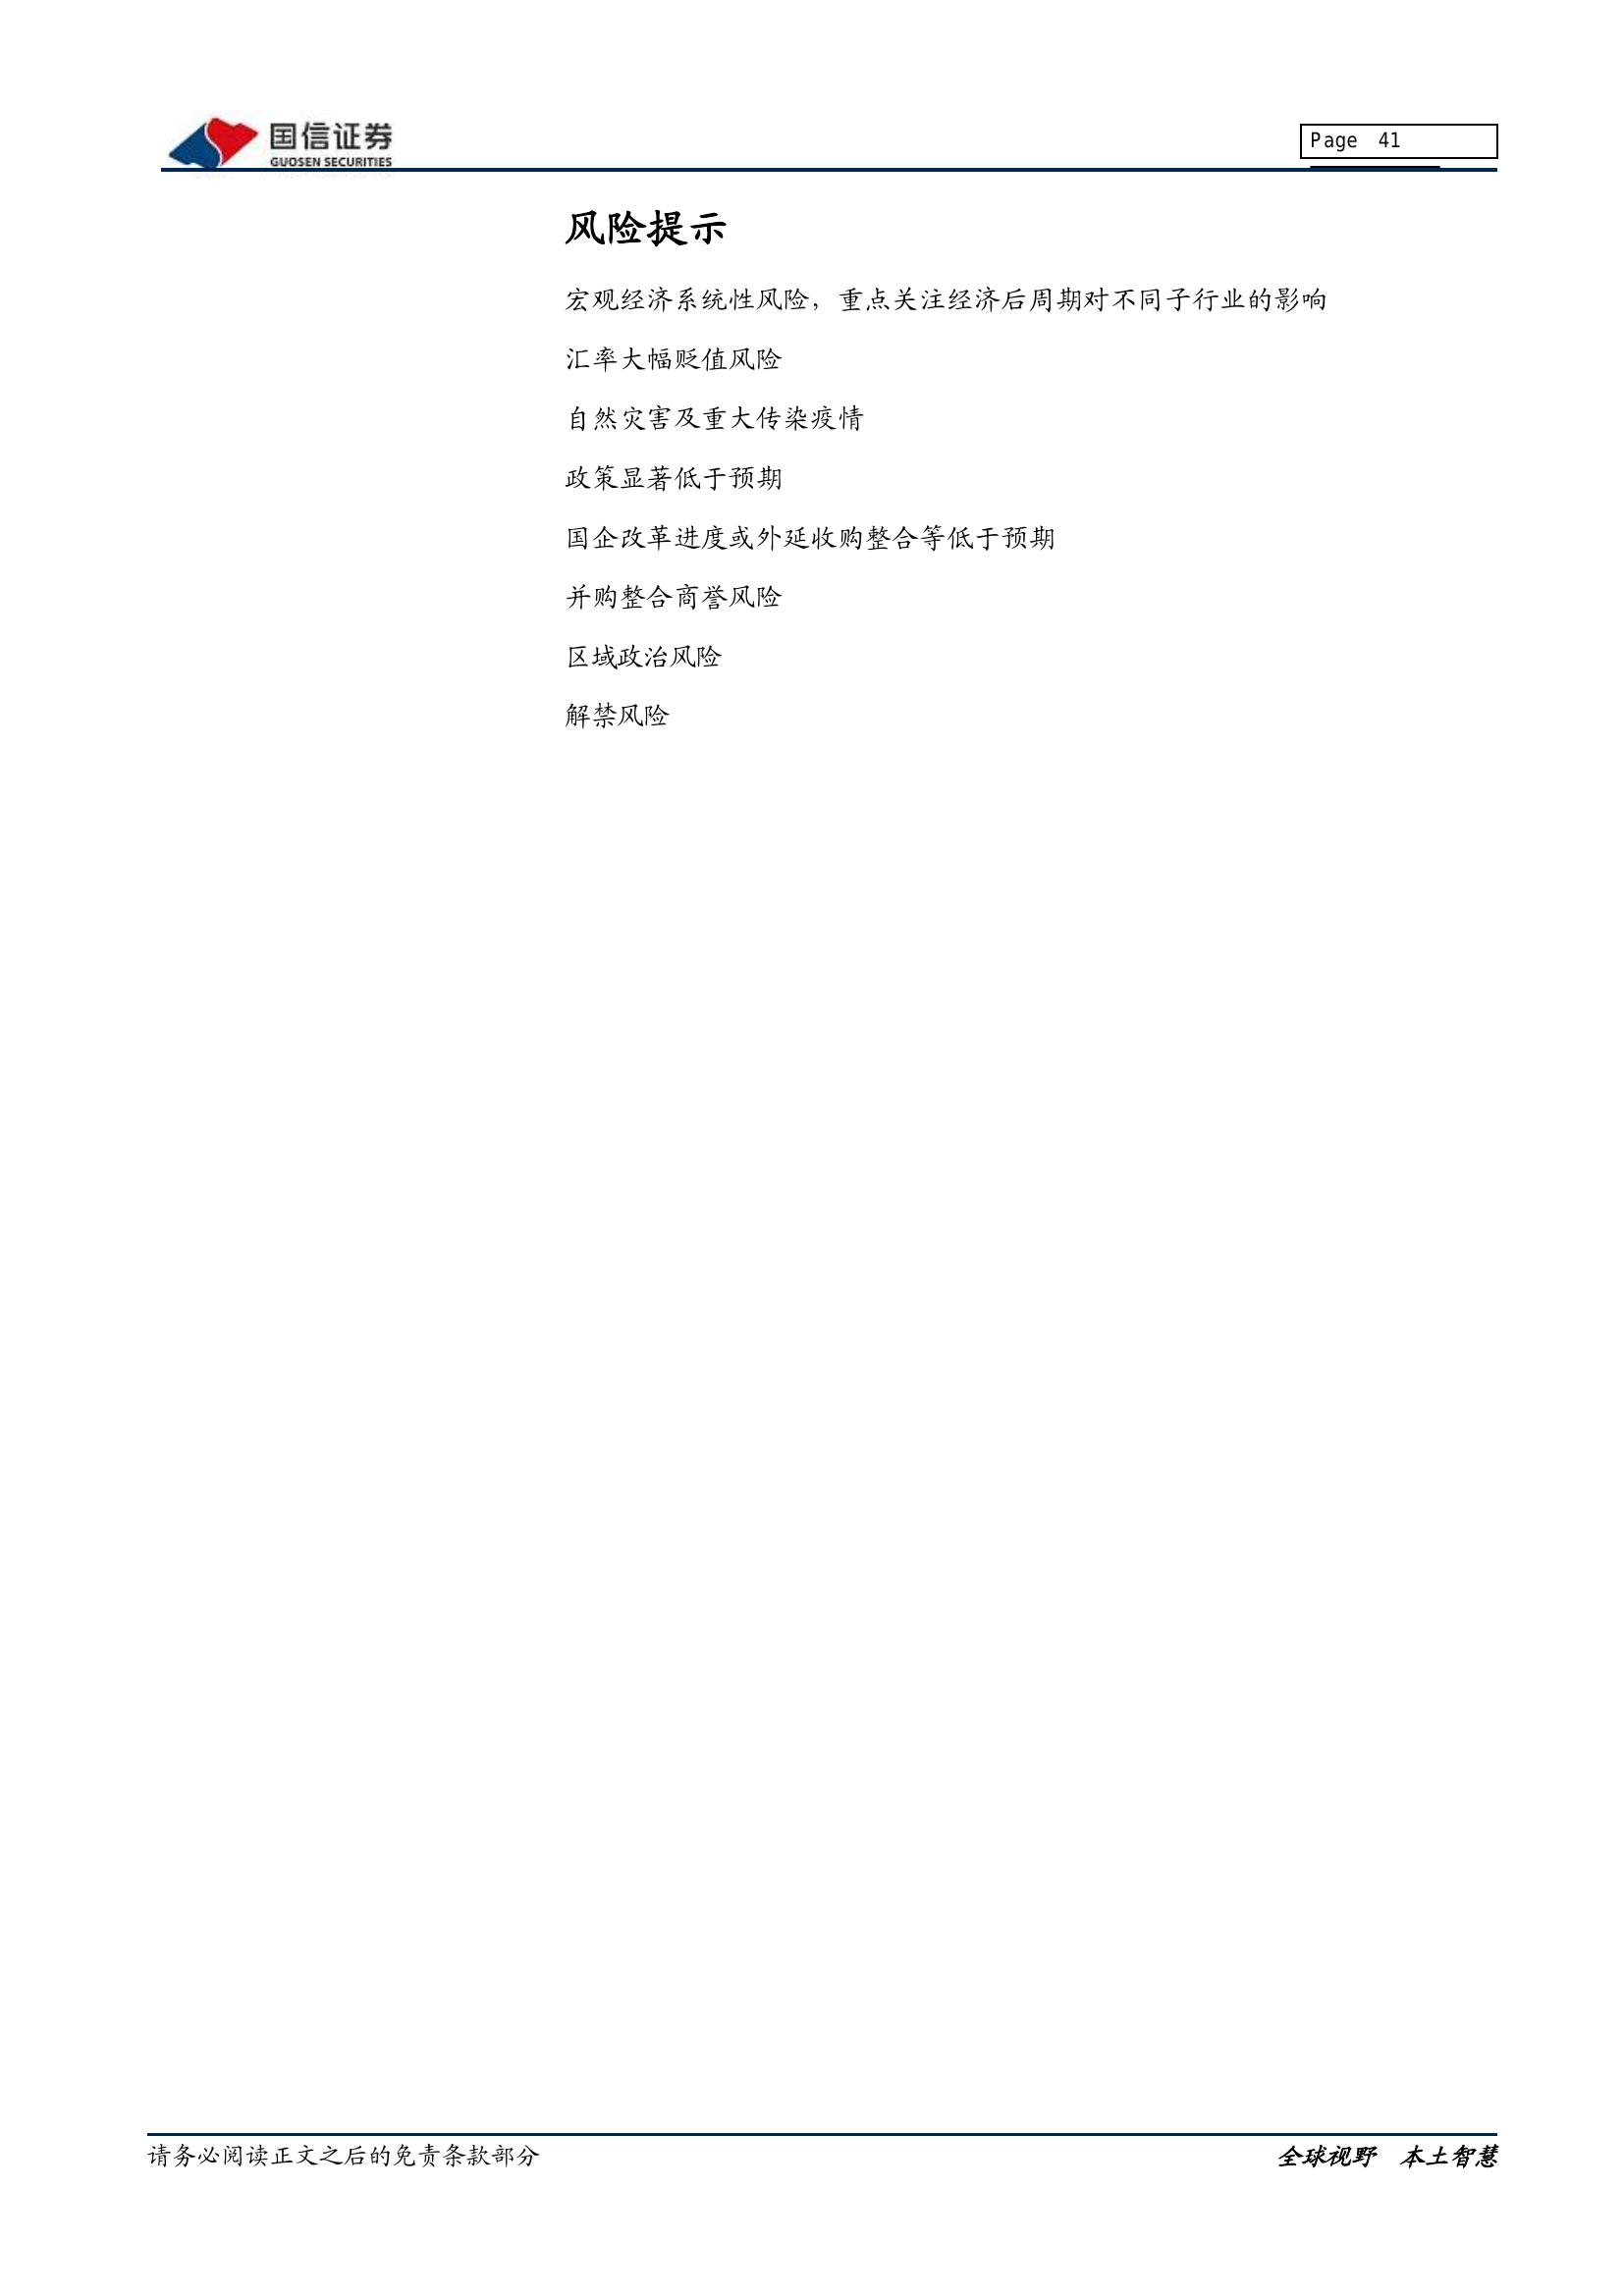 国信证券
GUOSEN SECURITIES
Page 41
风险提示
宏观经济系统性风险，重点关注经济后周期对不同子行业的影响
汇率大幅贬值风险
自然灾害及重大传染疫情
政策显著低于预期
国企改革进度或外延收购整合等低于预期
并购整合商誉风险
区域政治风险
解禁风险
请务必阅读正文之后的免责条款部分
全球视野 本土智慧